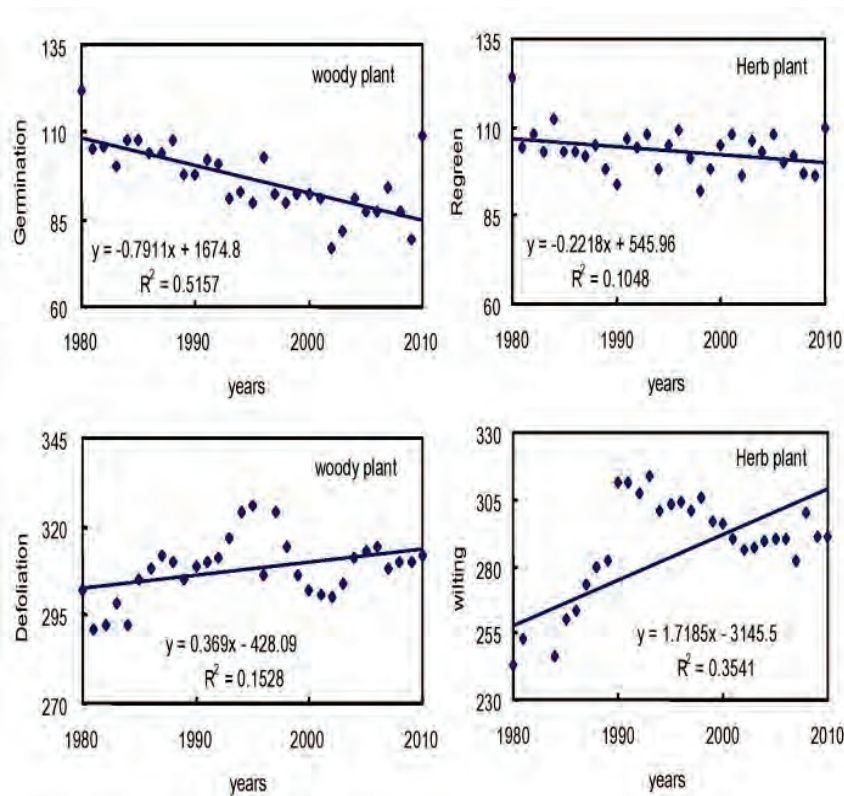 135
110
85
60
Germination
woody plant
y = -0.7911x + 1674.8
R² = 0.5157
1980
1990
2000
2010
years
135
110
85
60
Regreen
Herb plant
y = -0.2218x + 545.96
R² = 0.1048
1980
1990
2000
2010
years
345
320
295
270
Defoliation
woody plant
y = 0.369x - 428.09
R² = 0.1528
1980
1990
2000
2010
years
330
305
280
255
230
wilting
Herb plant
y = 1.7185x - 3145.5
R² = 0.3541
1980
1990
2000
2010
years